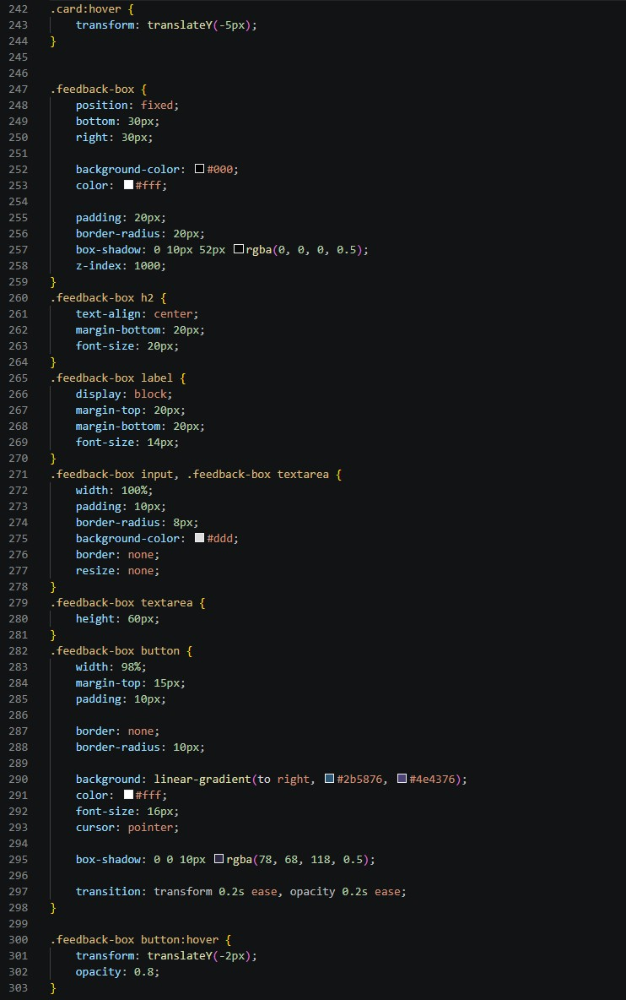 242 .card:hover {
243     transform: translateY(-5px);
244 }
245
246
247 .feedback-box {
248     position: fixed;
249     bottom: 30px;
250     right: 30px;
251
252     background-color: #000;
253     color: #fff;
254
255     padding: 20px;
256     border-radius: 20px;
257     box-shadow: 0 10px 52px rgba(0, 0, 0, 0.5);
258     z-index: 1000;
259 }
260 .feedback-box h2 {
261     text-align: center;
262     margin-bottom: 20px;
263     font-size: 20px;
264 }
265 .feedback-box label {
266     display: block;
267     margin-top: 20px;
268     margin-bottom: 20px;
269     font-size: 14px;
270 }
271 .feedback-box input, .feedback-box textarea {
272     width: 100%;
273     padding: 10px;
274     border-radius: 8px;
275     background-color: #ddd;
276     border: none;
277     resize: none;
278 }
279 .feedback-box textarea {
280     height: 60px;
281 }
282 .feedback-box button {
283     width: 98%;
284     margin-top: 15px;
285     padding: 10px;
286
287     border: none;
288     border-radius: 10px;
289
290     background: linear-gradient(to right, #2b5876, #4e4376);
291     color: #fff;
292     font-size: 16px;
293     cursor: pointer;
294
295     box-shadow: 0 0 10px rgba(78, 68, 118, 0.5);
296
297     transition: transform 0.2s ease, opacity 0.2s ease;
298 }
299
300 .feedback-box button:hover {
301     transform: translateY(-2px);
302     opacity: 0.8;
303 }